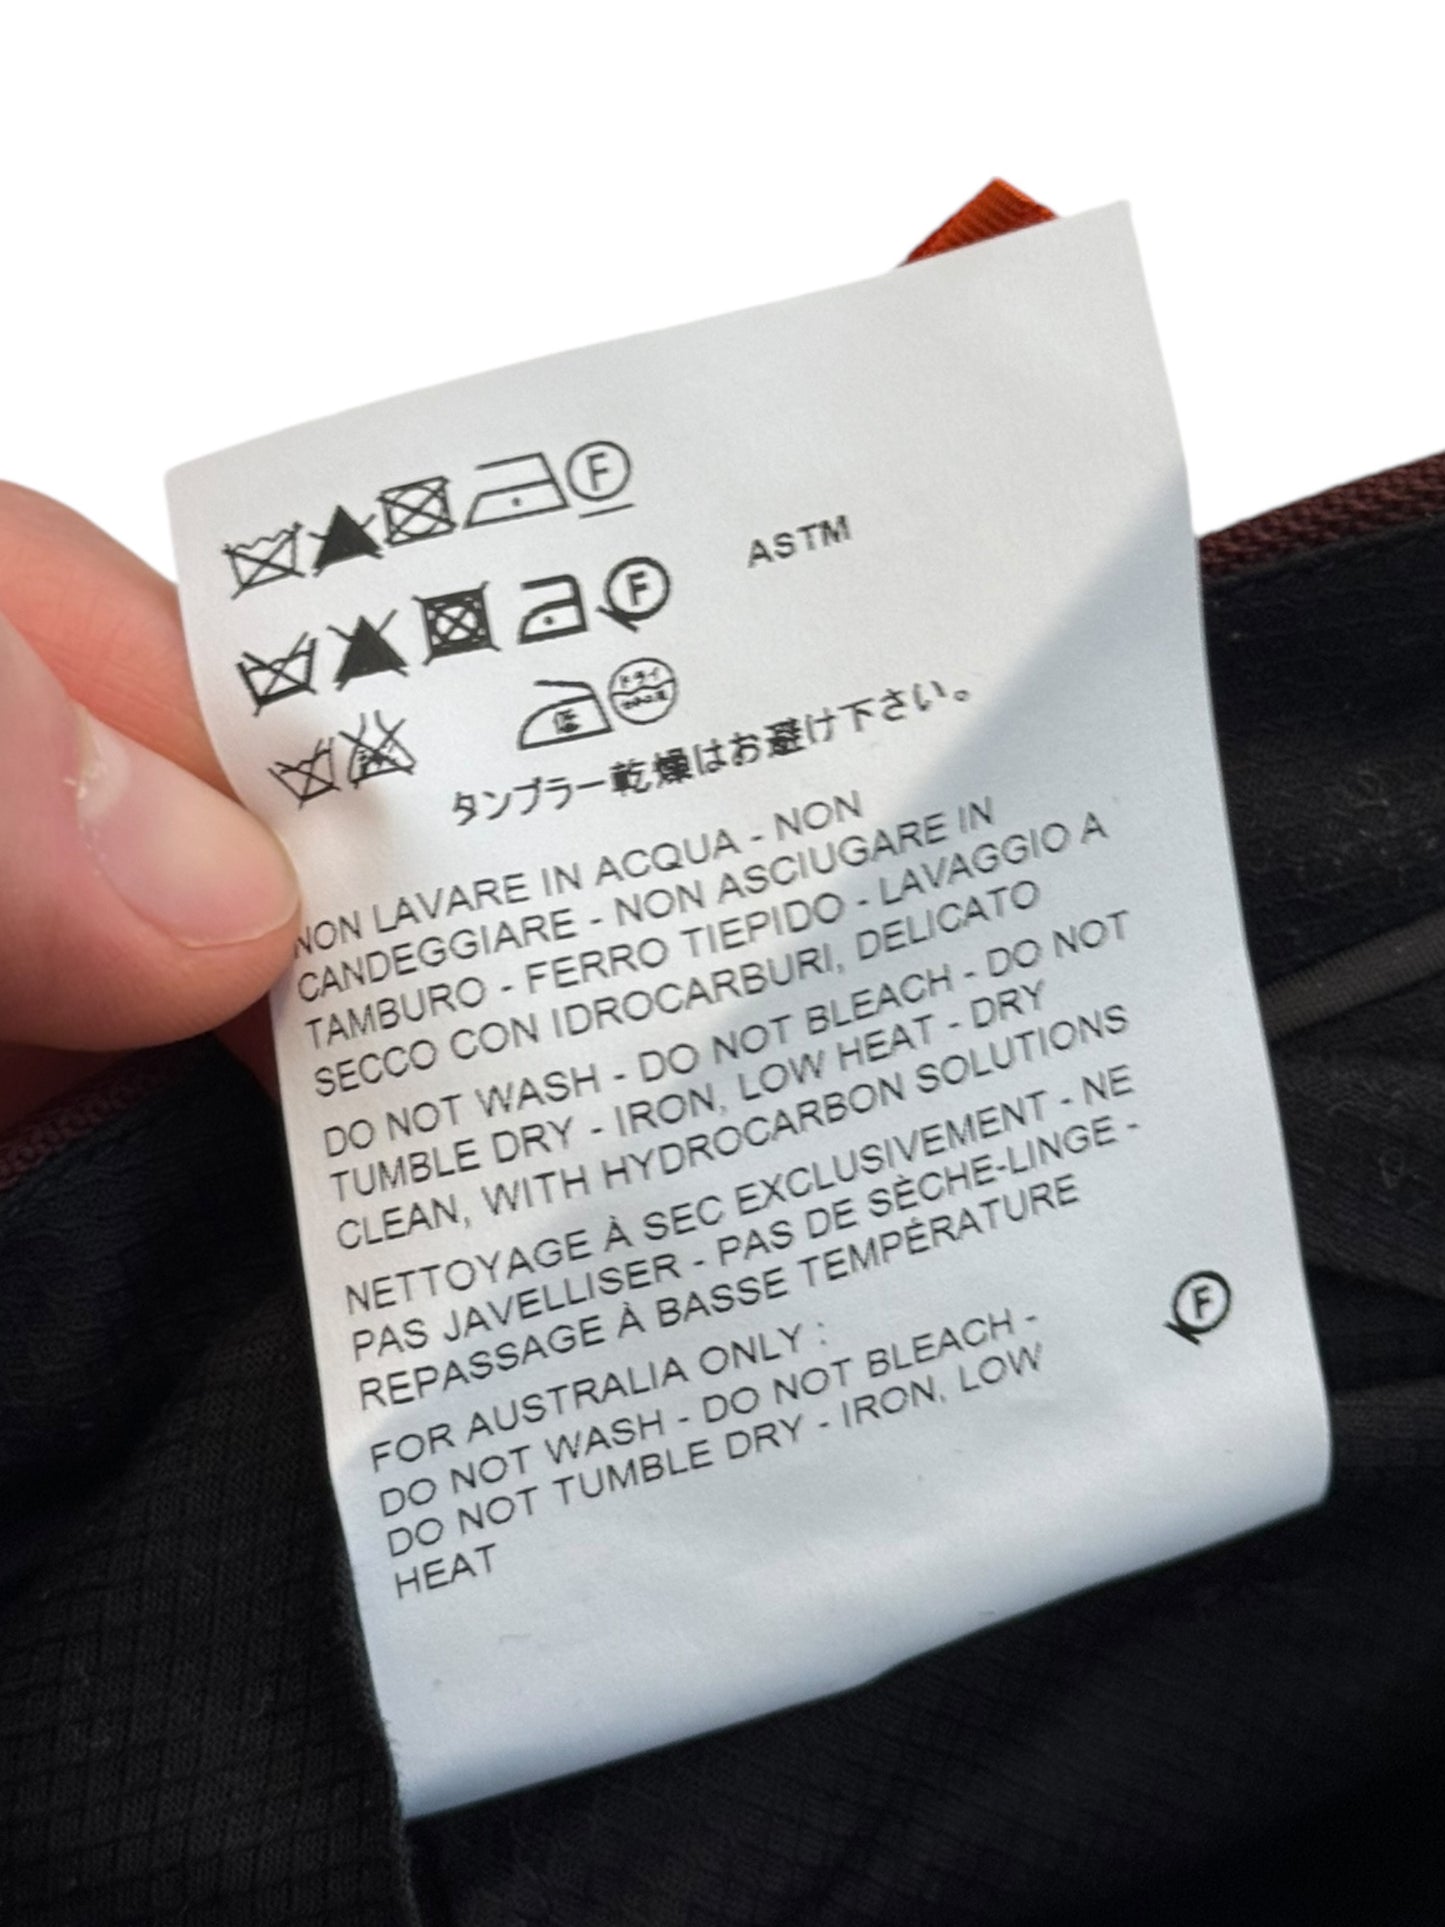 F
ASTM
F
ほ
ドライ
タンブラー乾燥はお避け下さい。
NON LAVARE IN ACQUA - NON
CANDEGGIARE - NON ASCIUGARE IN
TAMBURO - FERRO TIEPIDO - LAVAGGIO A
SECCO CON IDROCARBURI, DELICATO
DO NOT WASH - DO NOT BLEACH - DO NOT
TUMBLE DRY - IRON, LOW HEAT - DRY
CLEAN, WITH HYDROCARBON SOLUTIONS
NETTOYAGE À SEC EXCLUSIVEMENT - NE
PAS JAVELLISER - PAS DE SÈCHE-LINGE -
REPASSAGE À BASSE TEMPÉRATURE
FOR AUSTRALIA ONLY :
DO NOT WASH - DO NOT BLEACH -
DO NOT TUMBLE DRY - IRON, LOW
HEAT
F